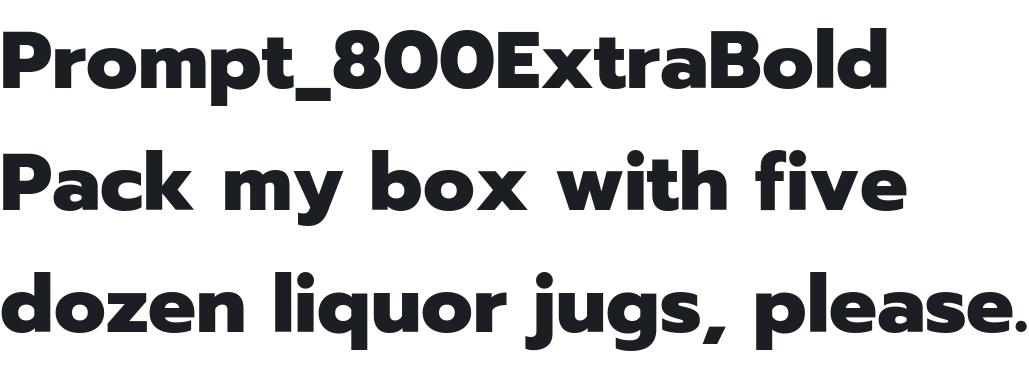 Prompt_800ExtraBold
Pack my box with five
dozen liquor jugs, please.